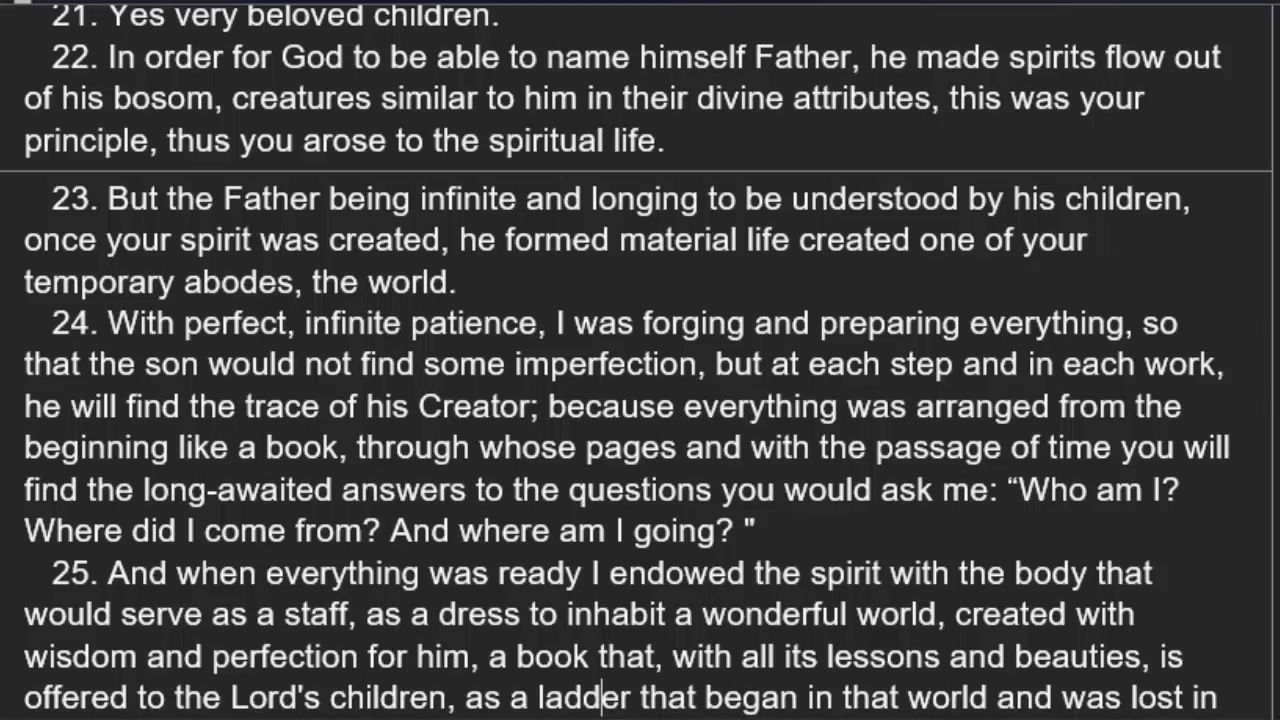 21. Yes very beloved children.
22. In order for God to be able to name himself Father, he made spirits flow out
of his bosom, creatures similar to him in their divine attributes, this was your
principle, thus you arose to the spiritual life.
23. But the Father being infinite and longing to be understood by his children,
once your spirit was created, he formed material life created one of your
temporary abodes, the world.
24. With perfect, infinite patience, I was forging and preparing everything, so
that the son would not find some imperfection, but at each step and in each work,
he will find the trace of his Creator; because everything was arranged from the
beginning like a book, through whose pages and with the passage of time you will
find the long-awaited answers to the questions you would ask me: “Who am I?
Where did I come from? And where am I going? "
25. And when everything was ready I endowed the spirit with the body that
would serve as a staff, as a dress to inhabit a wonderful world, created with
wisdom and perfection for him, a book that, with all its lessons and beauties, is
offered to the Lord's children, as a ladder that began in that world and was lost in